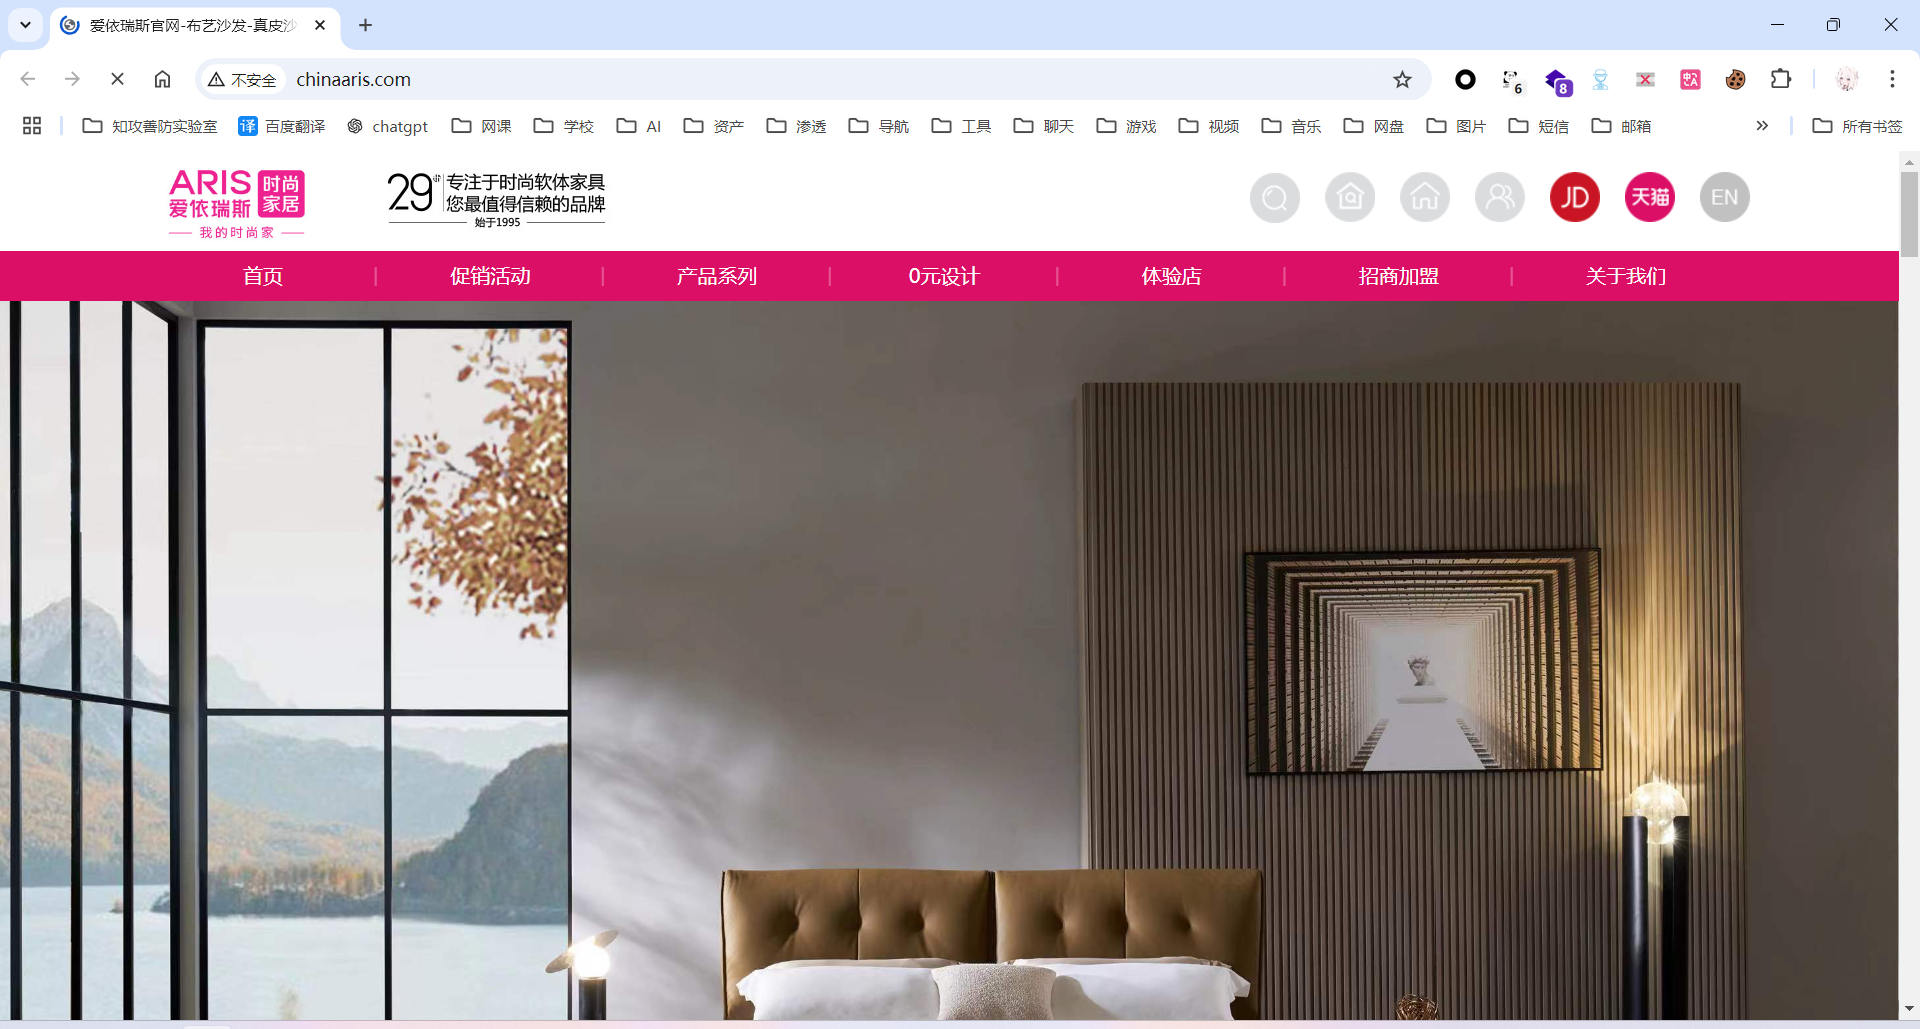 爱依瑞斯官网-布艺沙发-真皮沙
不安全
chinaaris.com
6
8
知攻善防实验室
译 百度翻译
chatgpt
网课
学校
AI
资产
渗透
导航
工具
聊天
游戏
视频
音乐
网盘
图片
短信
邮箱
所有书签
ARIS
爱依瑞斯
时尚
家居
我的时尚家
29年
专注于时尚软体家具
您最值得信赖的品牌
始于1995
JD
天猫
EN
首页
促销活动
产品系列
0元设计
体验店
招商加盟
关于我们